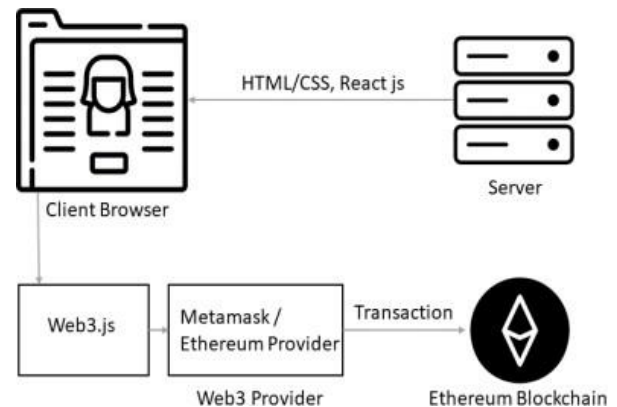 HTML/CSS, React js
Server
Client Browser
Web3.js
Metamask /
Ethereum Provider
Transaction
Web3 Provider
Ethereum Blockchain